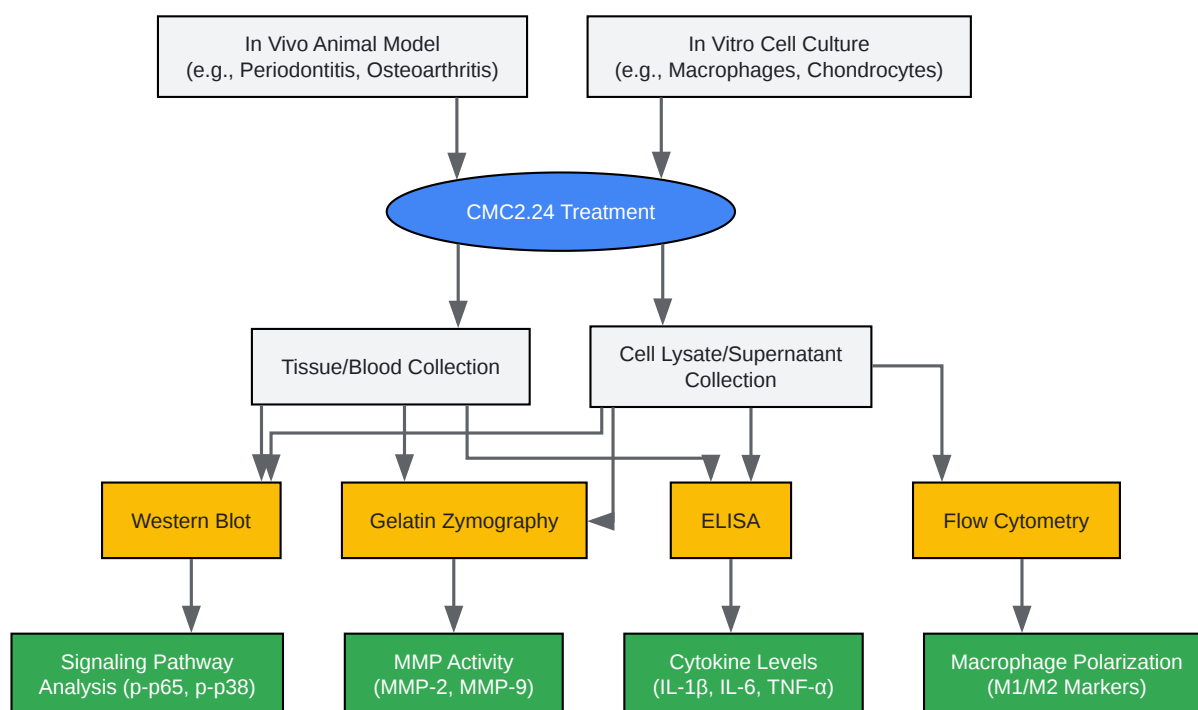 In Vivo Animal Model
(e.g., Periodontitis, Osteoarthritis)
In Vitro Cell Culture
(e.g., Macrophages, Chondrocytes)
CMC2.24 Treatment
Tissue/Blood Collection
Cell Lysate/Supernatant
Collection
Western Blot
Gelatin Zymography
ELISA
Flow Cytometry
Signaling Pathway
Analysis (p-p65, p-p38)
MMP Activity
(MMP-2, MMP-9)
Cytokine Levels
(IL-1β, IL-6, TNF-α)
Macrophage Polarization
(M1/M2 Markers)